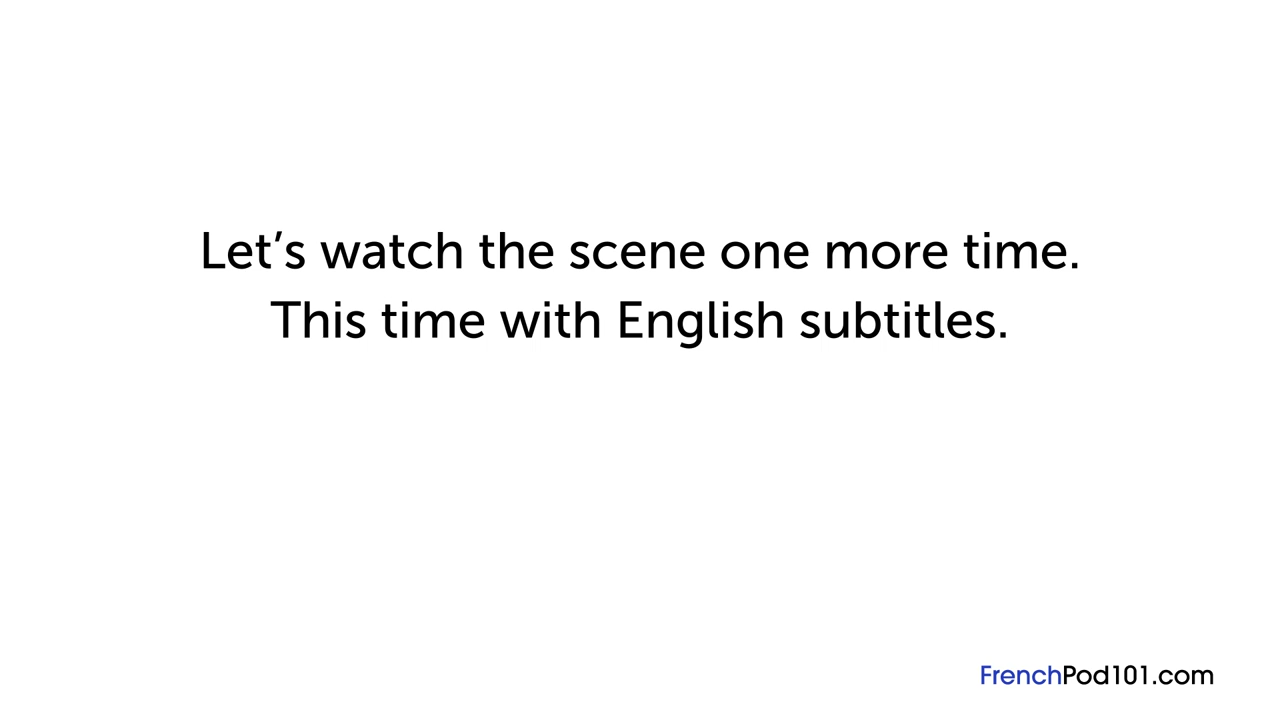 Let’s watch the scene one more time.
This time with English subtitles.
FrenchPod101.com